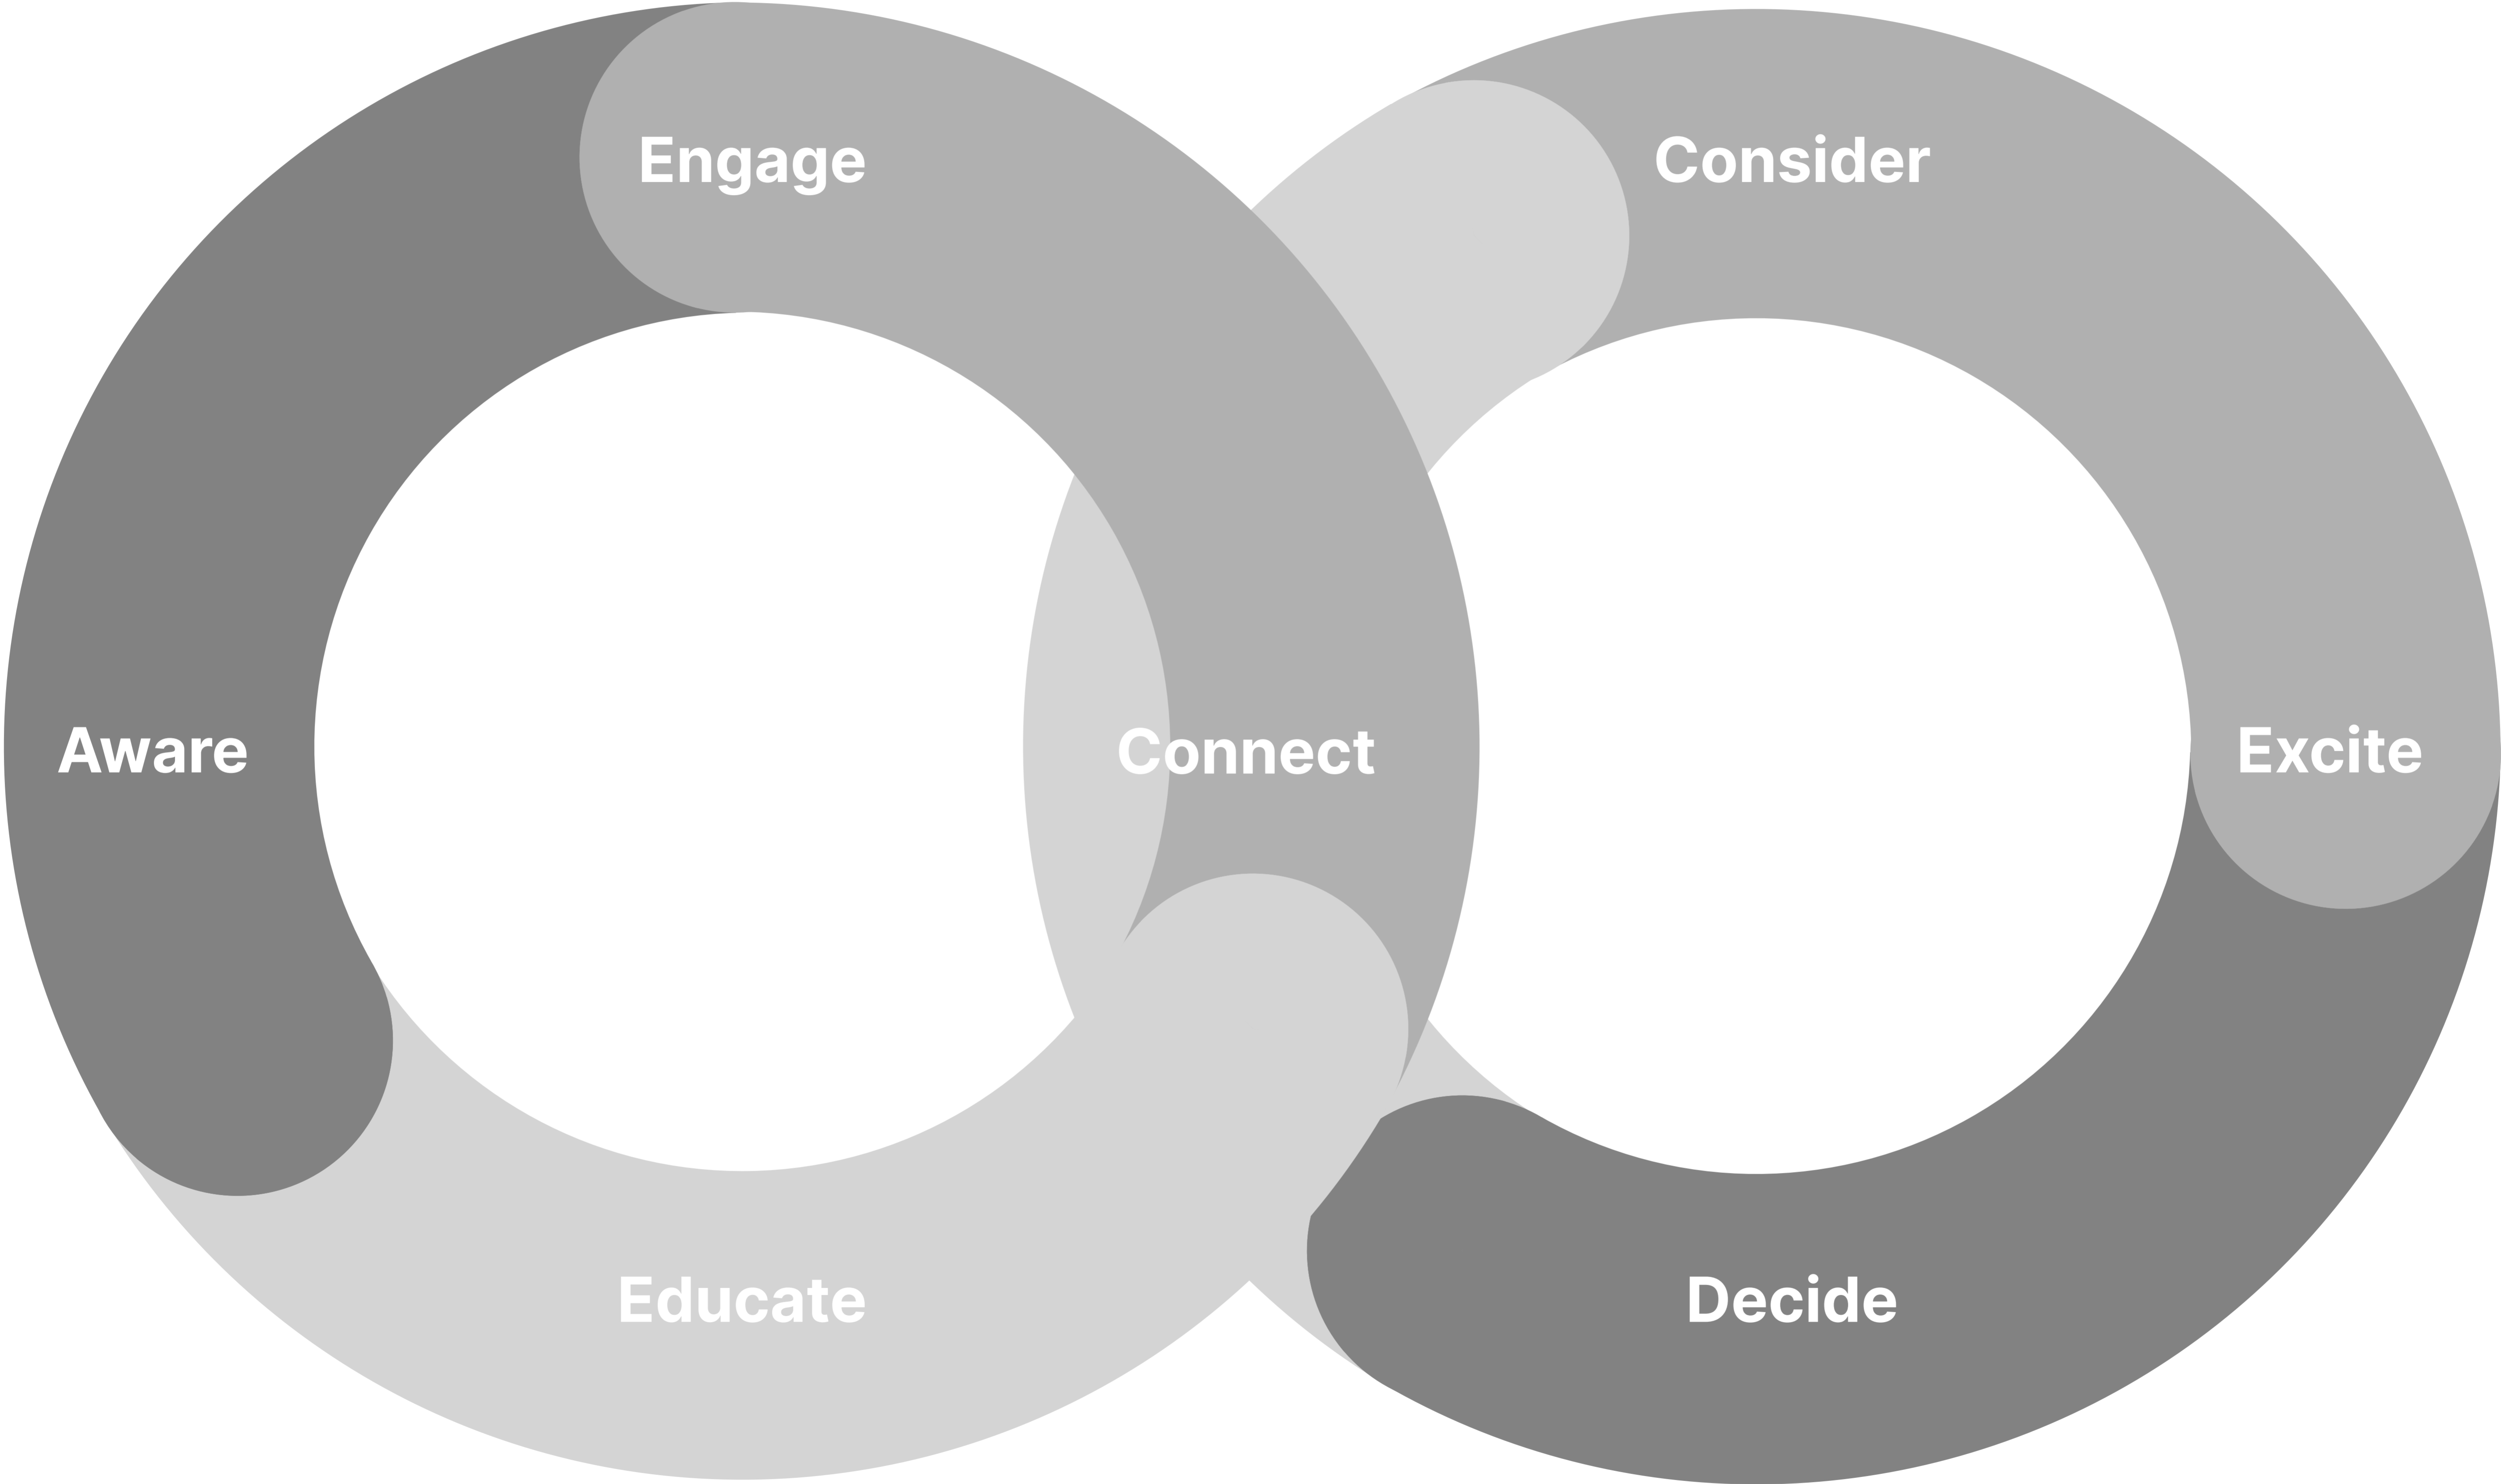 Engage
Consider
Aware
Connect
Excite
Educate
Decide